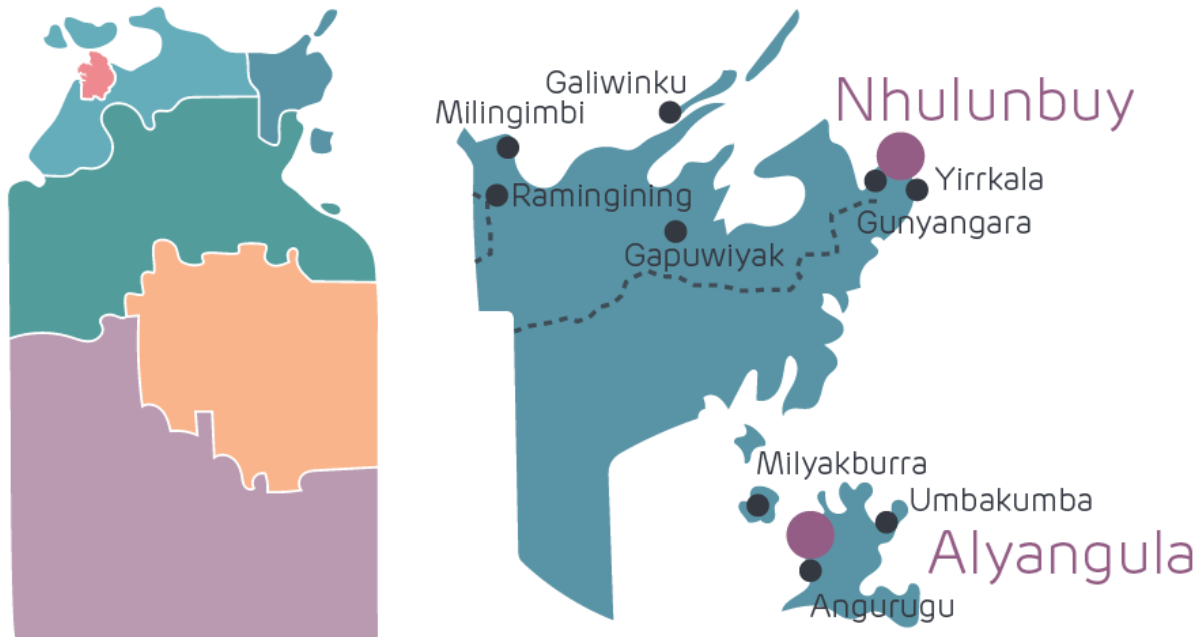 Galiwinku
Milingimbi
Nhulunbuy
Ramingining
Yirrkala
Gunyangara
Gapuwiyak
Milyakburra
Umbakumba
Alyangula
Angurugu